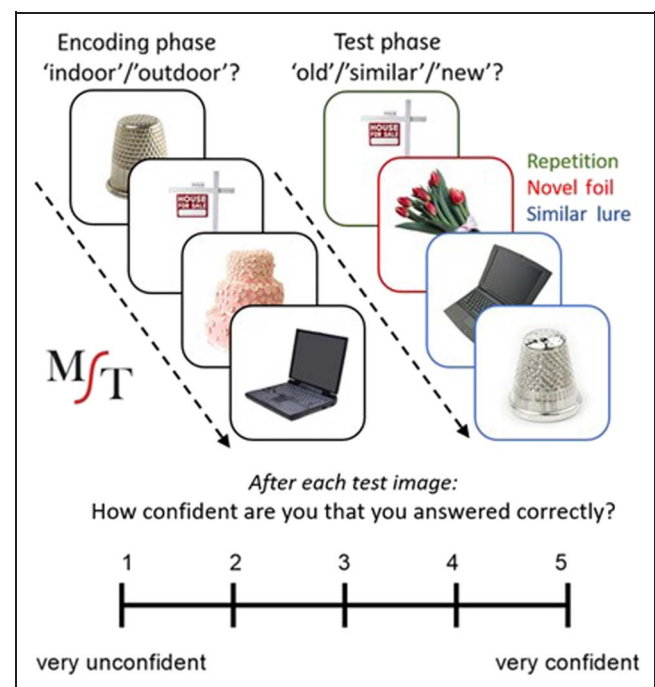 Encoding phase
'indoor'/'outdoor'?
Test phase
'old'/'similar'/'new'?
HOUSE
FOR SALE
HOUSE
FOR SALE
Repetition
Novel foil
Similar lure
MST
After each test image:
How confident are you that you answered correctly?
1 2 3 4 5
very unconfident
very confident